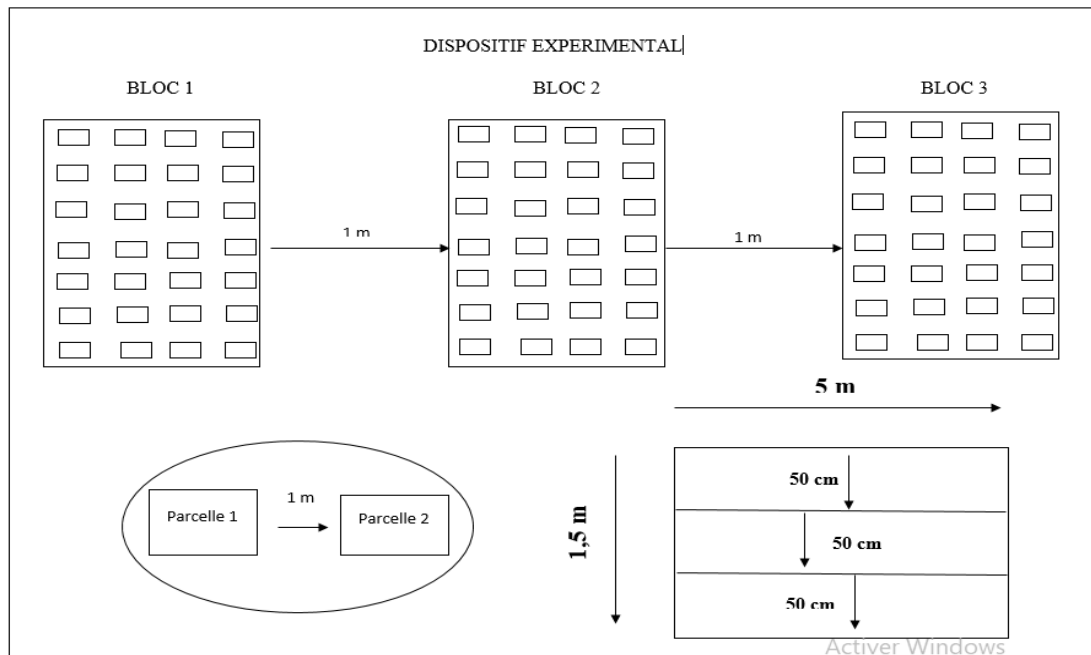 DISPOSITIF EXPERIMENTAL
BLOC 1
BLOC 2
BLOC 3
1 m
1 m
5 m
1,5 m
50 cm
50 cm
50 cm
Parcelle 1
1 m
Parcelle 2
Activer Windows